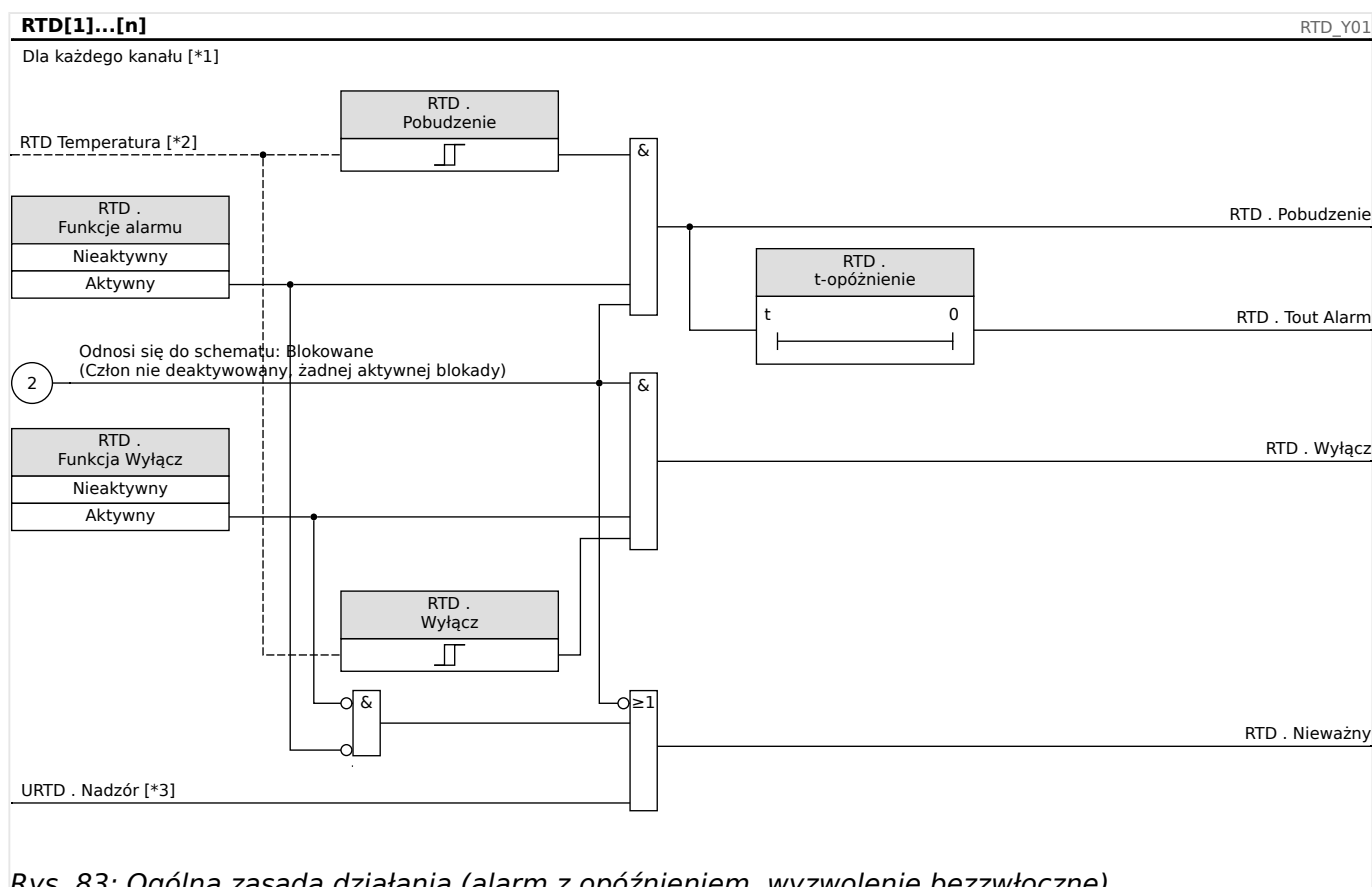 RTD[1]...[n]
RTD_Y01
Dla każdego kanału [*1]
RTD .
Pobudzenie
RTD Temperatura [*2]
&
RTD .
Funkcje alarmu
Nieaktywny
Aktywny
RTD . Pobudzenie
RTD .
t-opóżnienie
t 0
RTD . Tout Alarm
Odnosi się do schematu: Blokowane
(Człon nie deaktywowany, żadnej aktywnej blokady)
2
&
RTD .
Funkcja Wyłącz
Nieaktywny
Aktywny
RTD . Wyłącz
RTD .
Wyłącz
&
≥1
RTD . Nieważny
URTD . Nadzór [*3]
Rys. 83: Ogólna zasada działania (alarm z opóźnieniem, wyzwolenie bezzwłoczne)